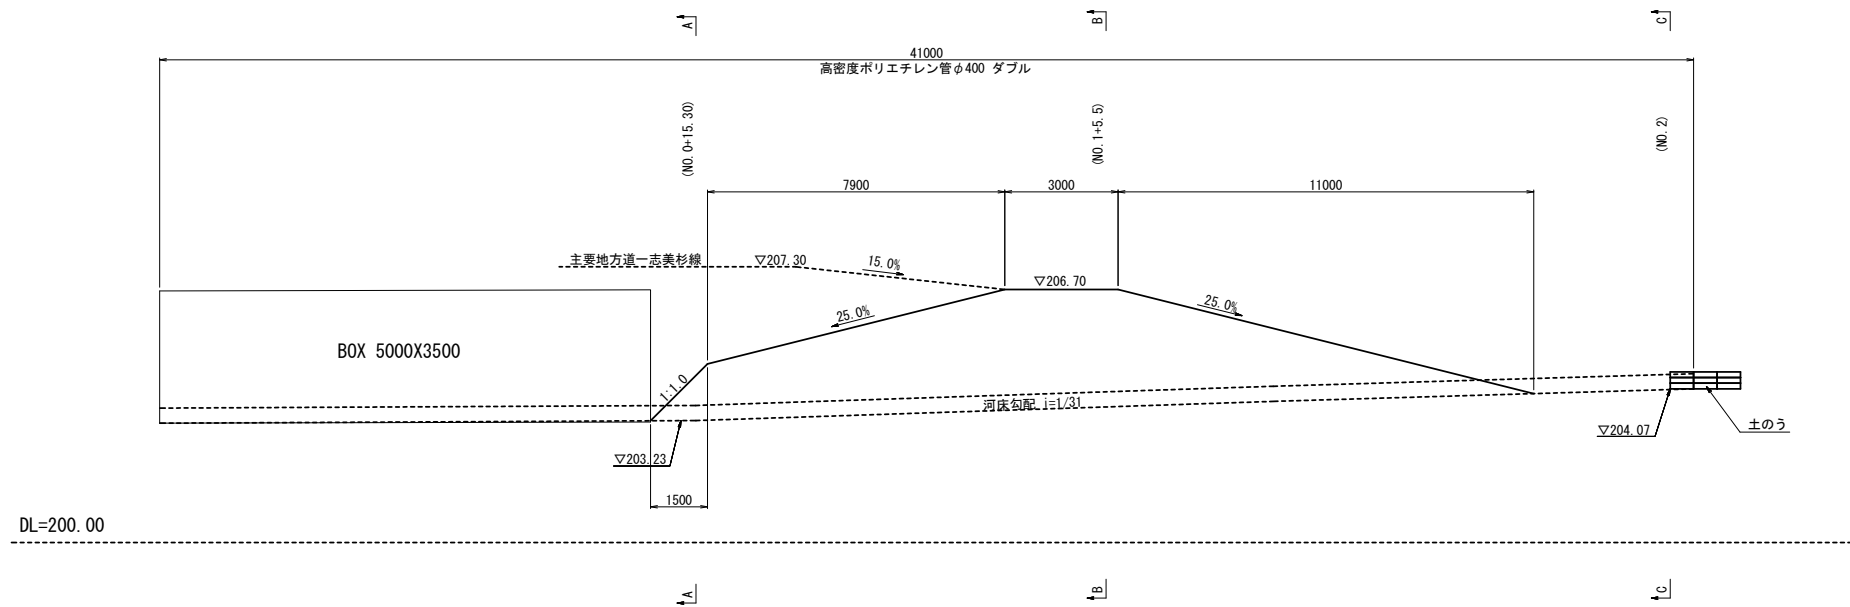 A
B
C
41000
高密度ポリエチレン管φ400 ダブル
(NO.0+15.30)
(NO.1+5.5)
(NO.2)
7900
3000
11000
主要地方道一志美杉線
▽207.30
15.0%
▽206.70
25.0%
25.0%
BOX 5000X3500
1:1.0
河床勾配 i=1/31
▽203.23
▽204.07
土のう
1500
DL=200.00
A
B
C